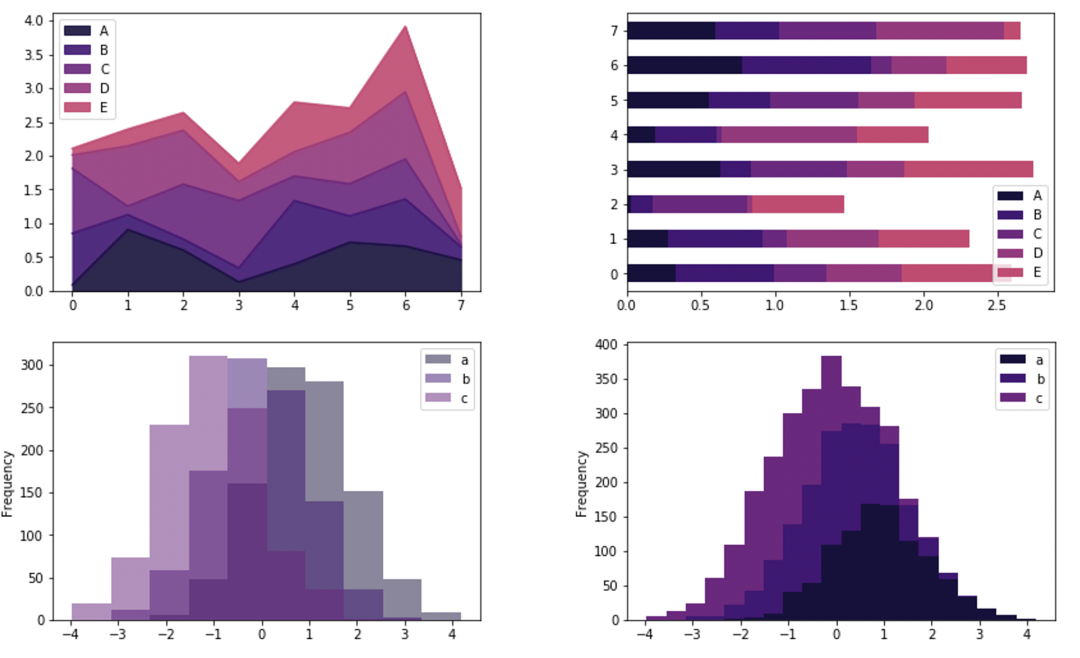 4.0
3.5
3.0
2.5
2.0
1.5
1.0
0.5
0.0
A
B
C
D
E
0 1 2 3 4 5 6 7
7
6
5
4
3
2
1
0
A
B
C
D
E
0.0 0.5 1.0 1.5 2.0 2.5
300
250
200
150
100
50
0
Frequency
a
b
c
−4 −3 −2 −1 0 1 2 3 4
400
350
300
250
200
150
100
50
0
Frequency
a
b
c
−4 −3 −2 −1 0 1 2 3 4